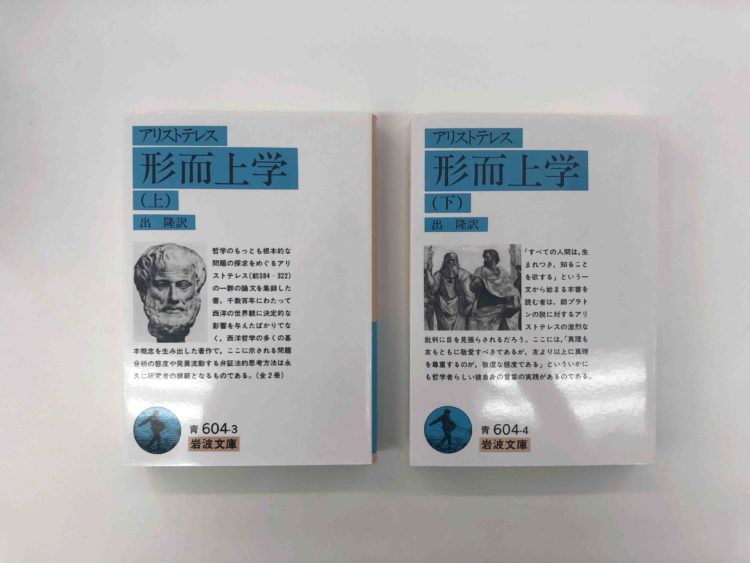 アリストテレス
形而上学
(上)
出 隆訳
哲学のもっとも根本的な
問題の探求をめぐるアリ
ストテレス(前384‐322)
の一群の論文を集録した
書。千数百年にわたって
西洋の世界観に決定的な
影響を与えたばかりでな
く、西洋哲学の多くの基
本概念を生み出した著作で、ここに示される問題
分析の態度や発展流動する弁証法的思考方法は永
久に研究者の模範となるものである。(全2冊)
青 604-3
岩波文庫
アリストテレス
形而上学
(下)
出 隆訳
「すべての人間は、生
まれつき、知ること
を欲する」という一
文から始まる本書を
読む者は、師プラト
ンの説に対するアリ
ストテレスの激烈な
批判に目を見張らされるだろう。ここには、「真理も
友もともに敬愛すべきであるが、友より以上に真理
を尊重するのが、敬虔な態度である」といういかに
も哲学者らしい彼自身の言葉の実践があるのである。
青 604-4
岩波文庫